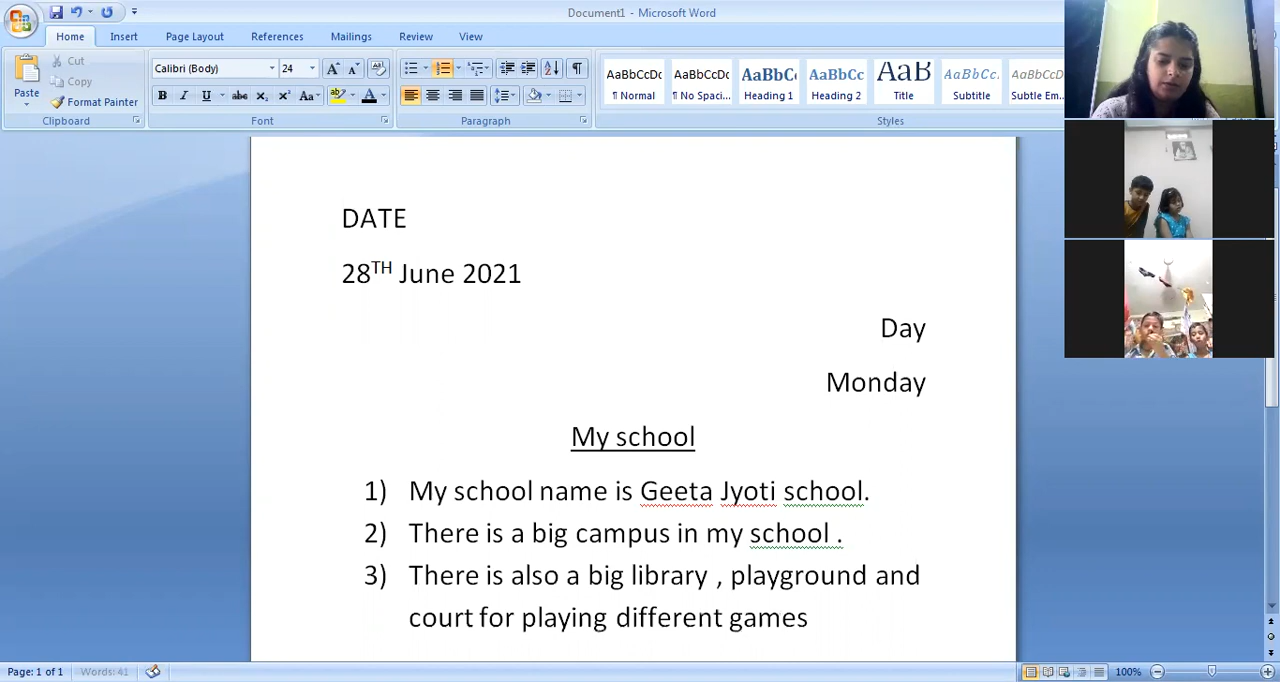 Document1 - Microsoft Word
Home Insert Page Layout References Mailings Review View
Cut
Copy
Paste
Format Painter
Clipboard
Calibri (Body) 24
Font
Paragraph
AaBbCcDc AaBbCcDc AaBbCc AaBbCc AaB AaBbCc. AaBbCcDc
¶ Normal ¶ No Spaci... Heading 1 Heading 2 Title Subtitle Subtle Em...
Styles
DATE
28TH June 2021
Day
Monday
My school
1) My school name is Geeta Jyoti school.
2) There is a big campus in my school .
3) There is also a big library , playground and
court for playing different games
Page: 1 of 1 Words: 41 100%